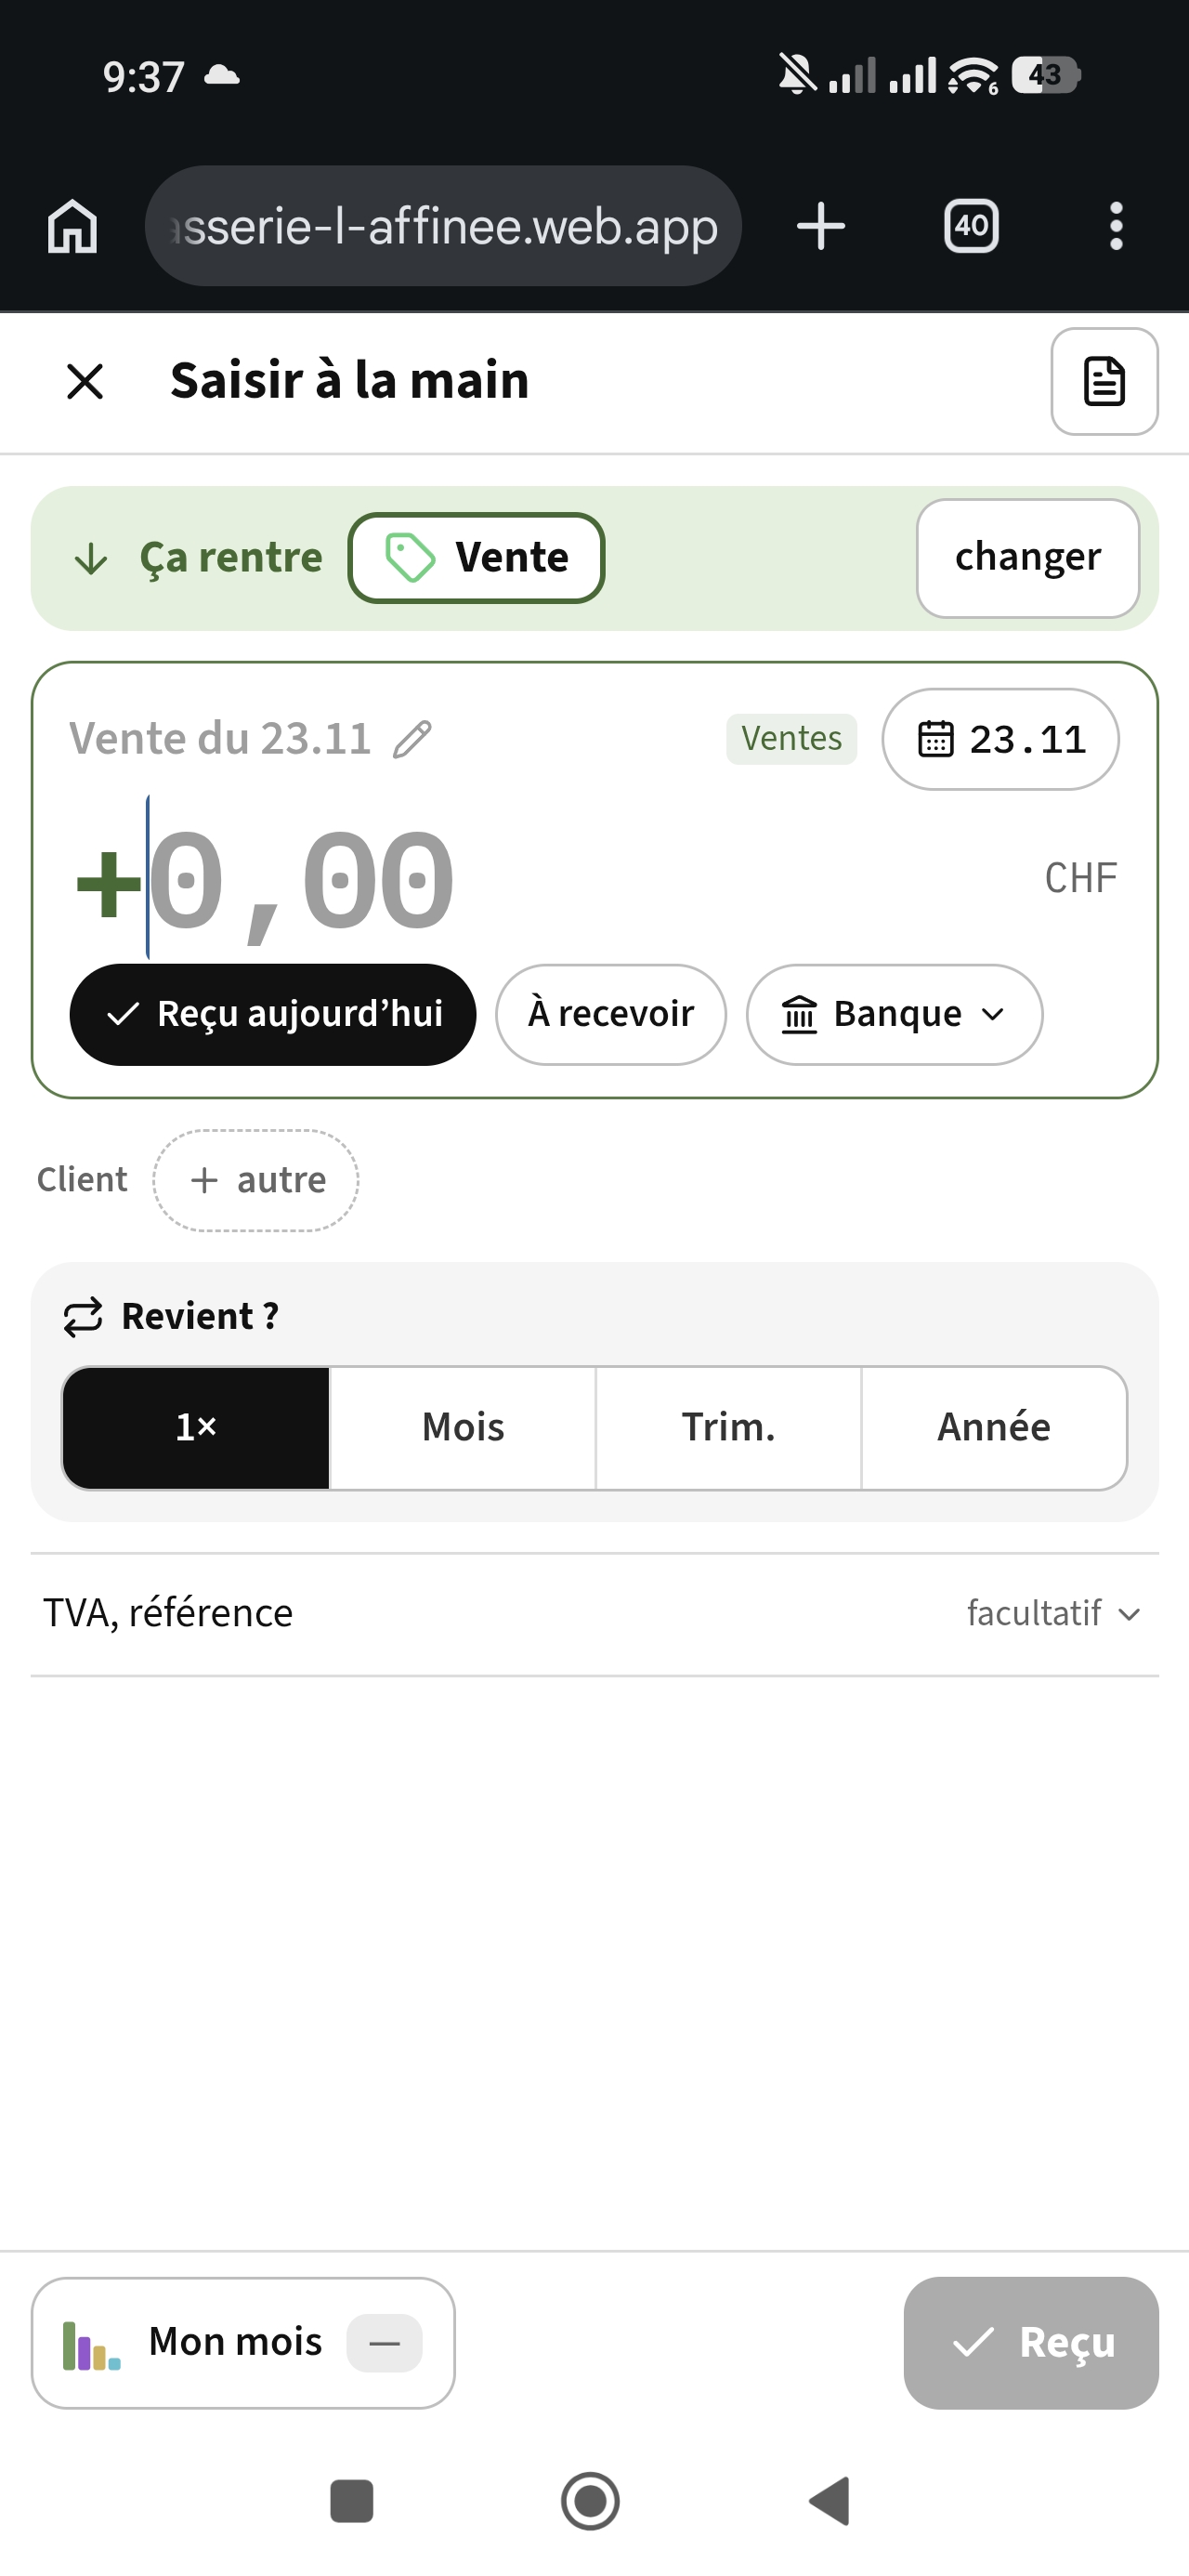 9:37
6
43
asserie-l-affinee.web.app
40
Saisir à la main
Ça rentre
Vente
changer
Vente du 23.11
Ventes
23.11
+0,00
CHF
Reçu aujourd’hui
À recevoir
Banque
Client
+ autre
Revient ?
1×
Mois
Trim.
Année
TVA, référence
facultatif
Mon mois
—
Reçu